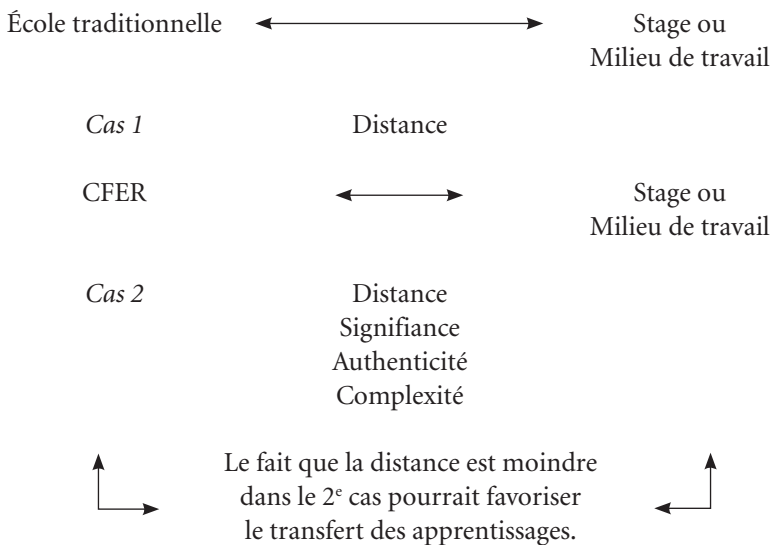 École traditionnelle Stage ou
Milieu de travail
Cas 1 Distance
CFER Stage ou
Milieu de travail
Cas 2 Distance
Signifiance
Authenticité
Complexité
Le fait que la distance est moindre
dans le 2e cas pourrait favoriser
le transfert des apprentissages.